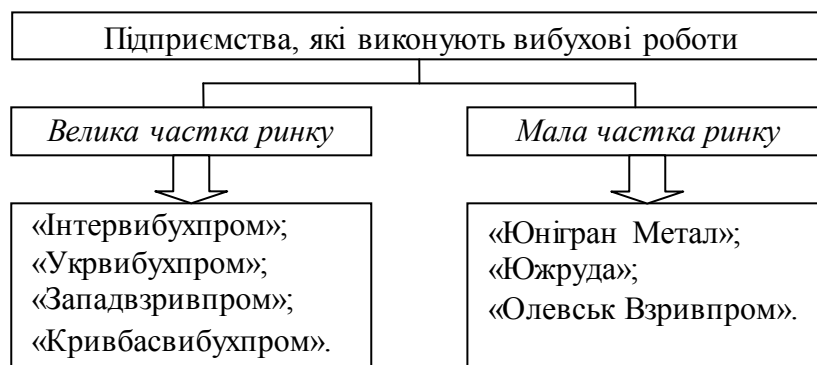 Підприємства, які виконують вибухові роботи
Велика частка ринку
Мала частка ринку
«Інтервибухпром»;
«Укрвибухпром»;
«Западвзривпром»;
«Кривбасвибухпром».
«Юнігран Метал»;
«Южруда»;
«Олевськ Взривпром».